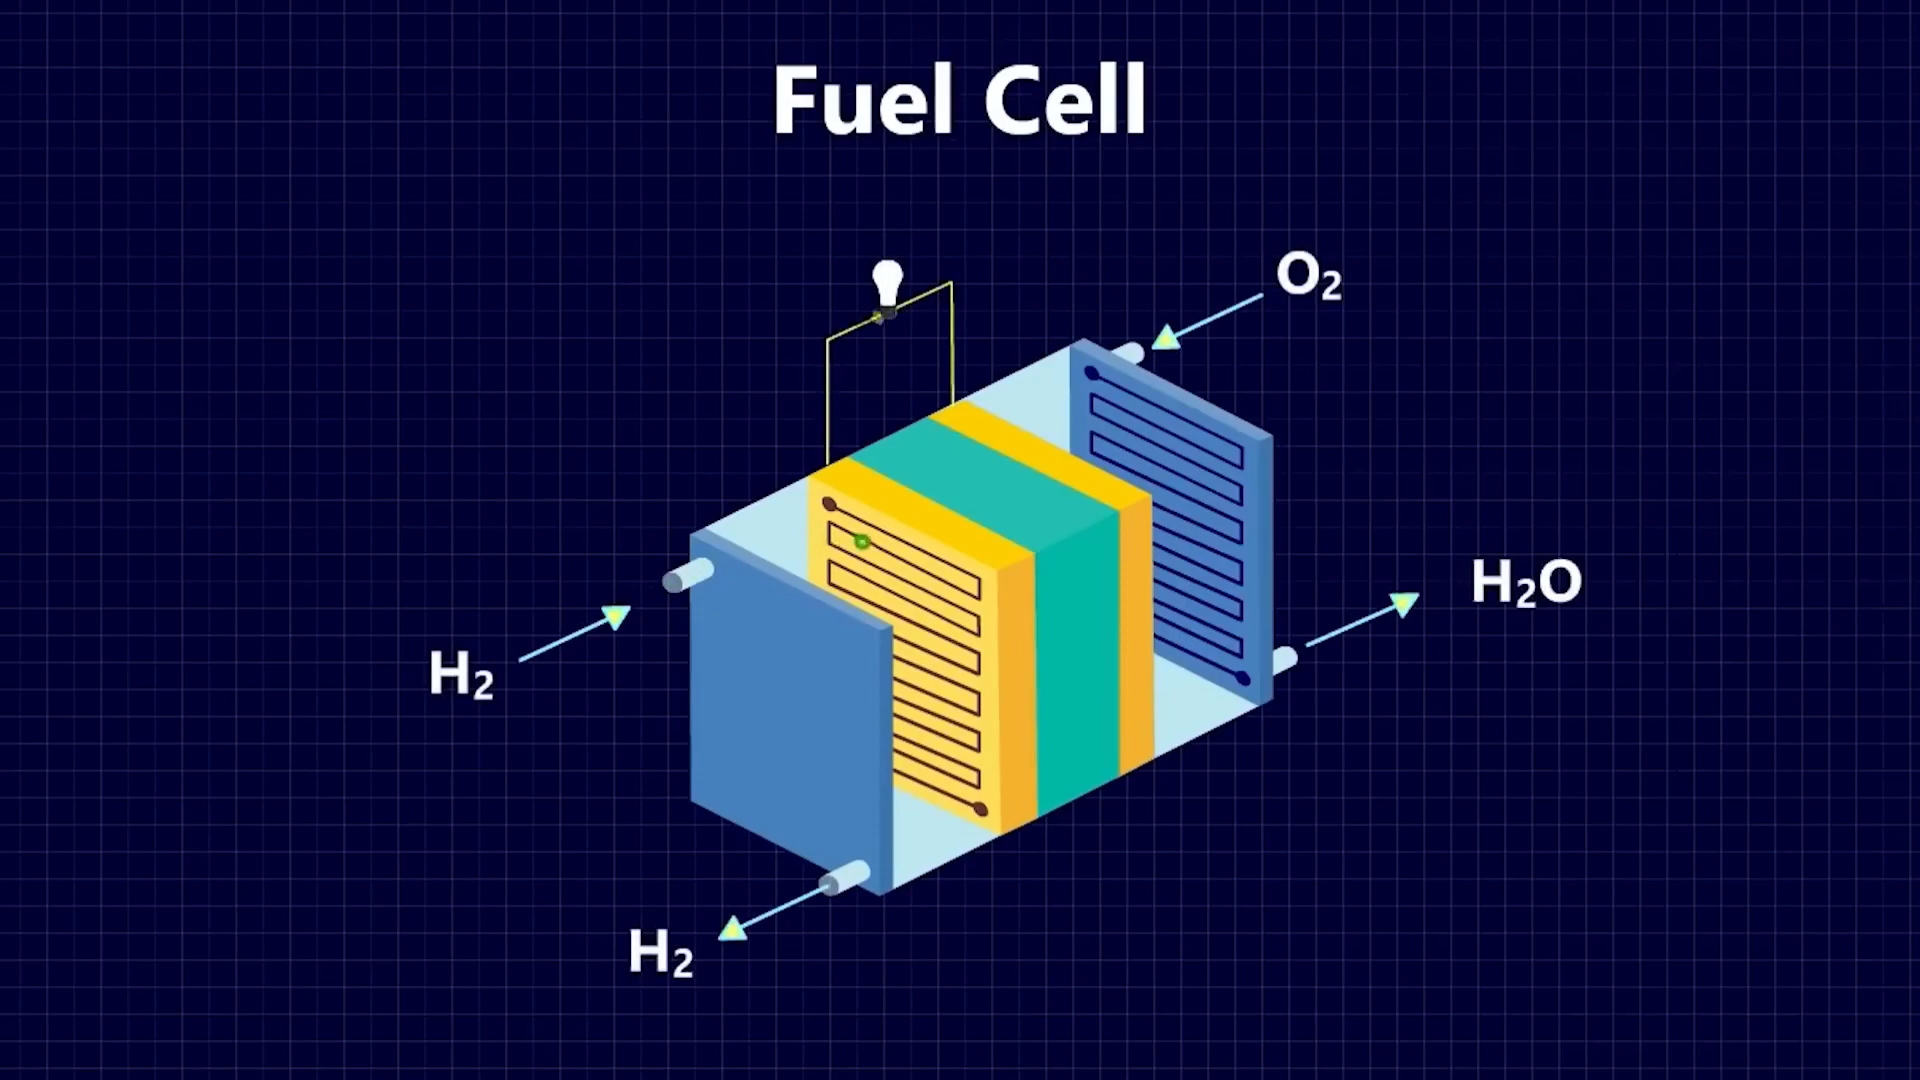 Fuel Cell
O₂
H₂O
H₂
H₂